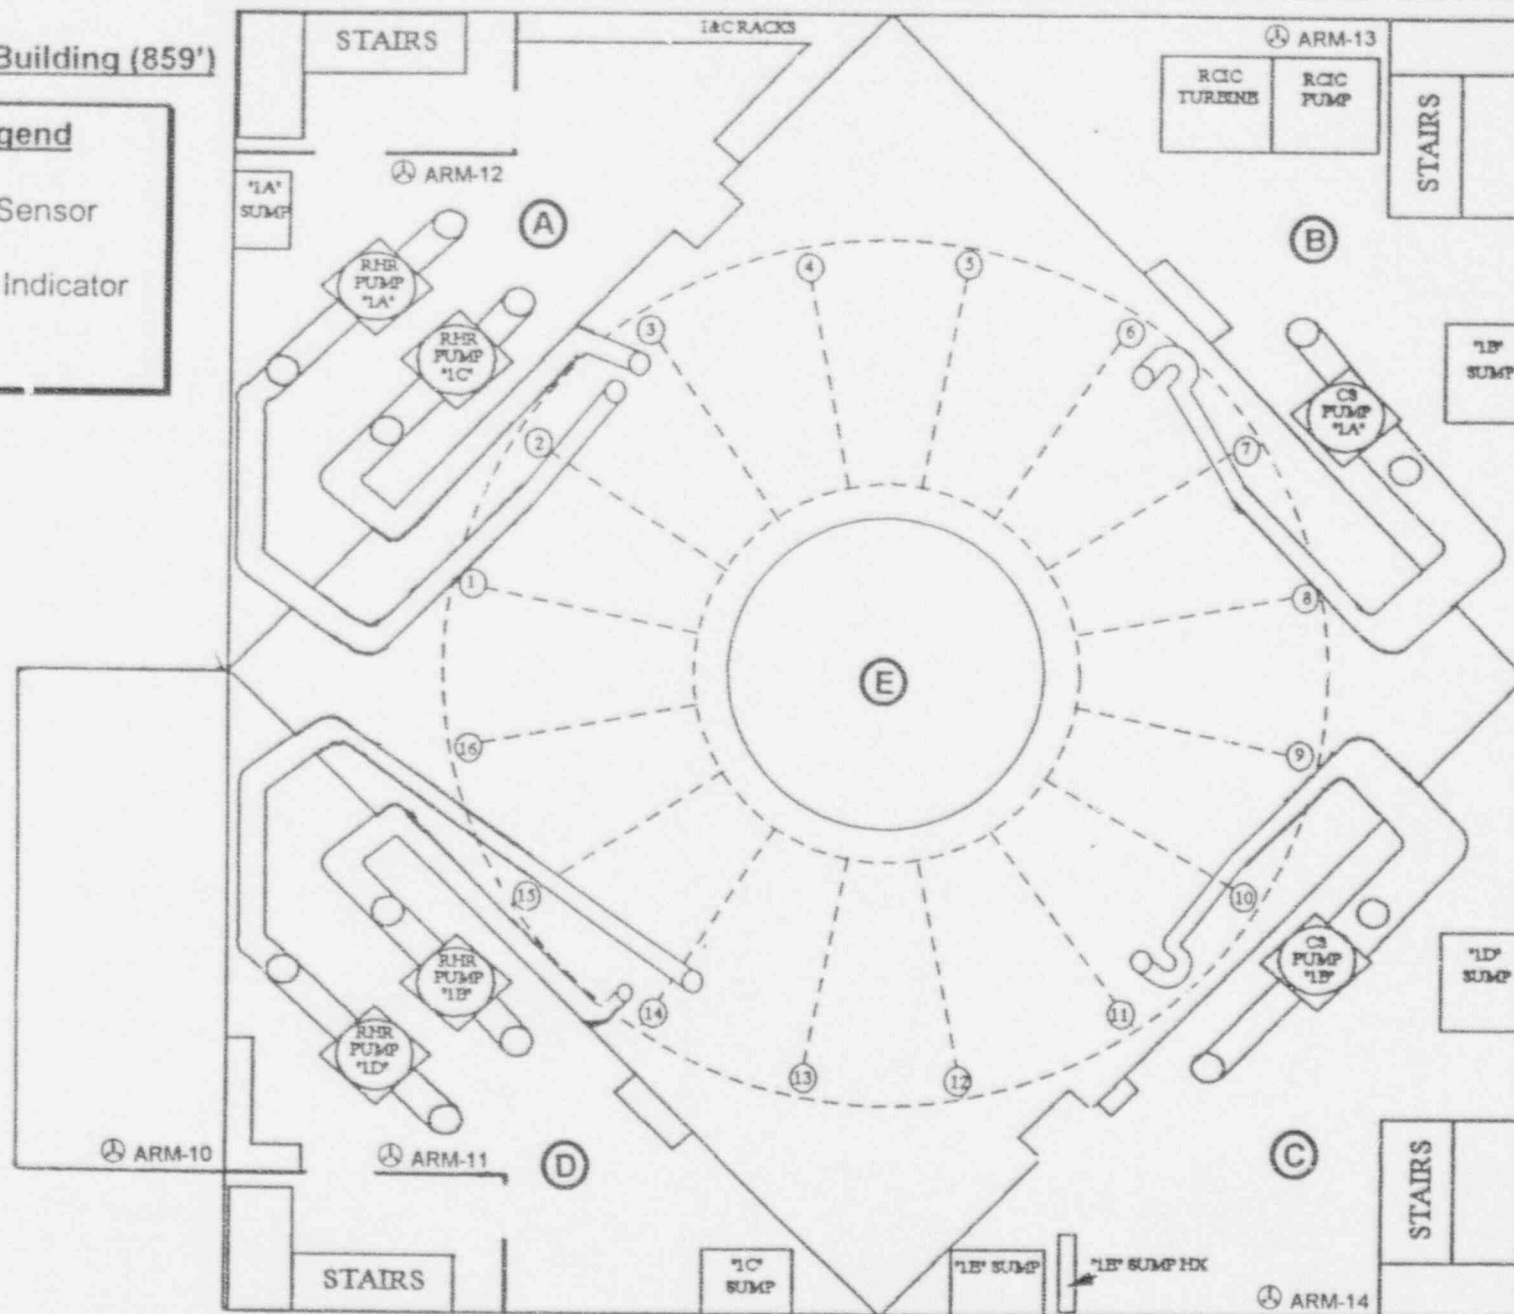 Building (859')
gend
Sensor
Indicator
STAIRS
I&C RACKS
ARM-13
RCIC
TURBINE
RCIC
PUMP
STAIRS
ARM-12
"1A"
SUMP
A
B
RHR
PUMP
"1A"
RHR
PUMP
"1C"
4
5
3
6
2
7
"1B"
SUMP
CS
PUMP
"1A"
1
8
E
16
9
15
10
14
11
13
12
RHR
PUMP
"1B"
RHR
PUMP
"1D"
CS
PUMP
"1B"
"1D"
SUMP
ARM-10
ARM-11
D
C
STAIRS
STAIRS
"1C"
SUMP
"1E" SUMP
"1E" SUMP HX
ARM-14